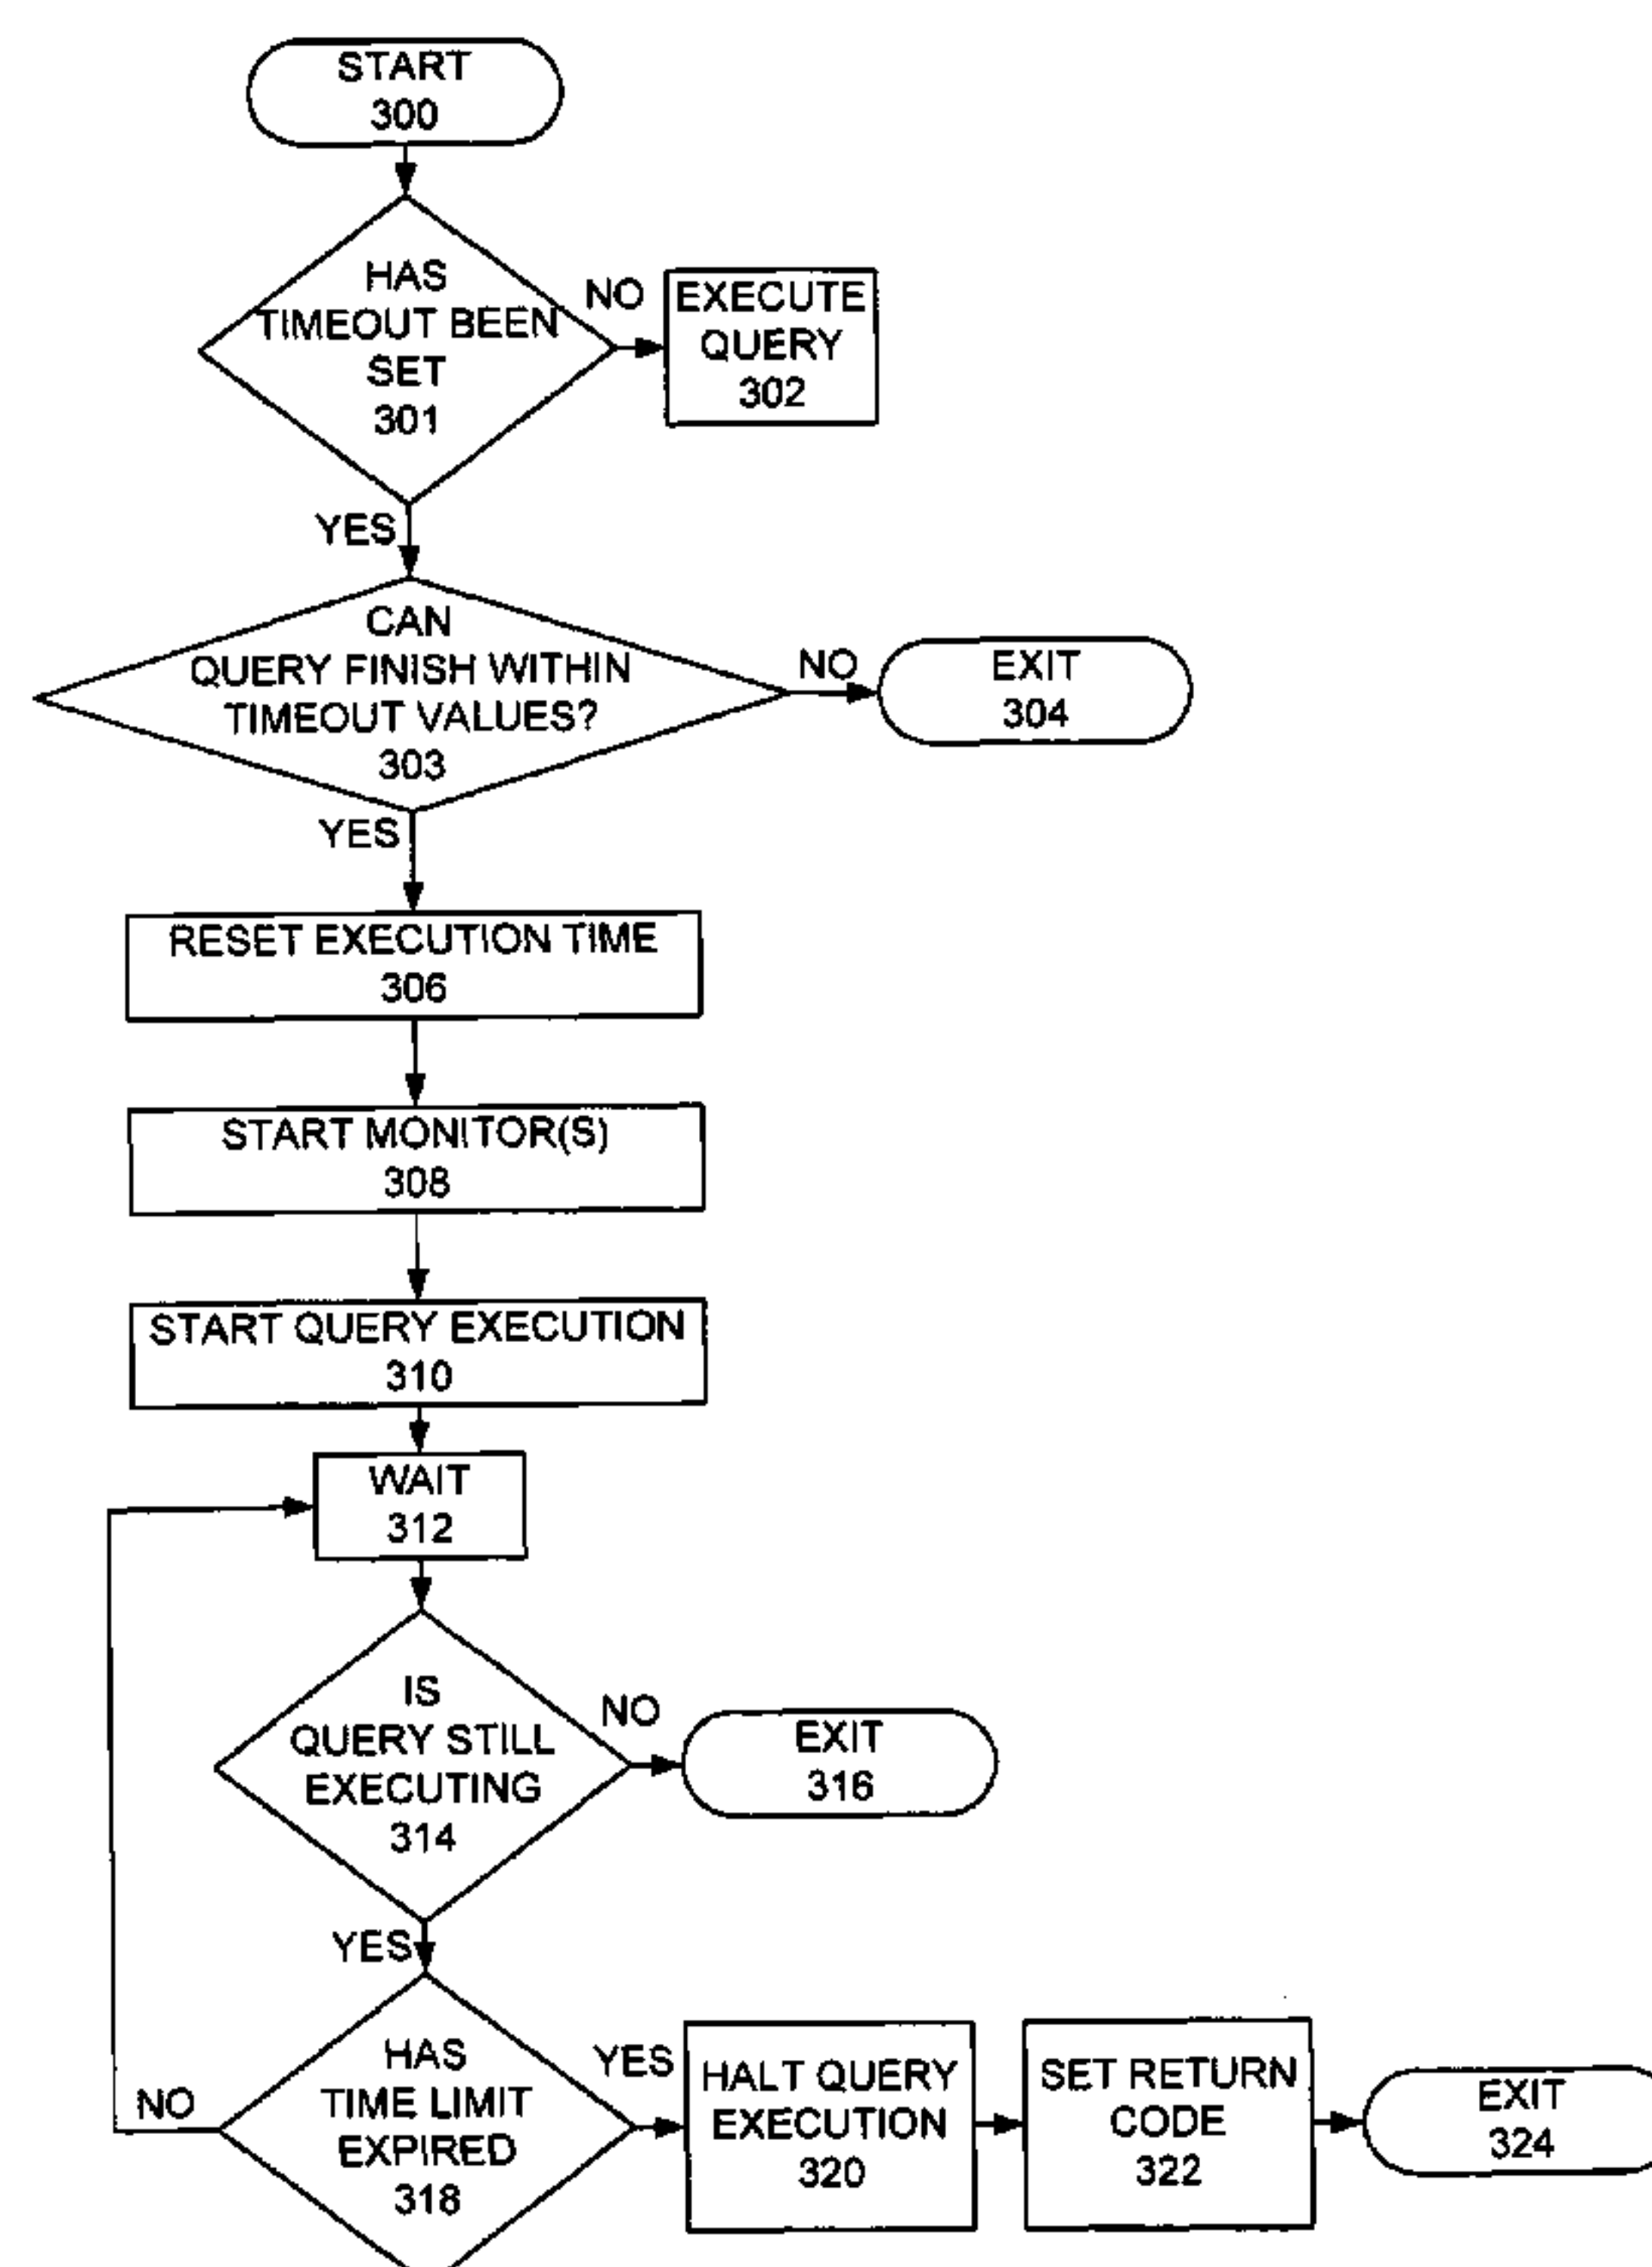 START
300
HAS
TIMEOUT BEEN
SET
301
NO
EXECUTE
QUERY
302
YES
CAN
QUERY FINISH WITHIN
TIMEOUT VALUES?
303
NO
EXIT
304
YES
RESET EXECUTION TIME
306
START MONITOR(S)
308
START QUERY EXECUTION
310
WAIT
312
IS
QUERY STILL
EXECUTING
314
NO
EXIT
316
YES
HAS
TIME LIMIT
EXPIRED
318
NO
YES
HALT QUERY
EXECUTION
320
SET RETURN
CODE
322
EXIT
324